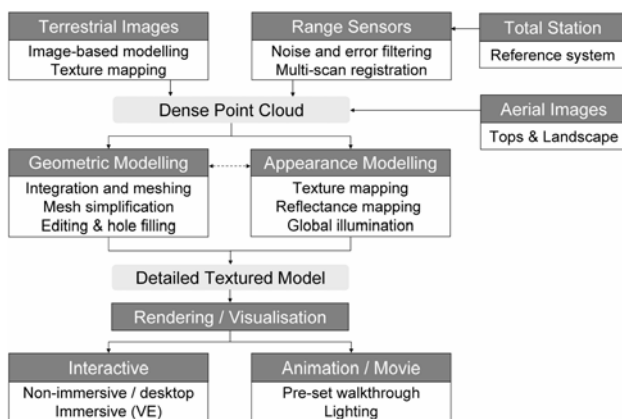 Terrestrial Images
Image-based modelling
Texture mapping
Range Sensors
Noise and error filtering
Multi-scan registration
Total Station
Reference system
Dense Point Cloud
Aerial Images
Tops & Landscape
Geometric Modelling
Integration and meshing
Mesh simplification
Editing & hole filling
Appearance Modelling
Texture mapping
Reflectance mapping
Global illumination
Detailed Textured Model
Rendering / Visualisation
Interactive
Non-immersive / desktop
Immersive (VE)
Animation / Movie
Pre-set walkthrough
Lighting